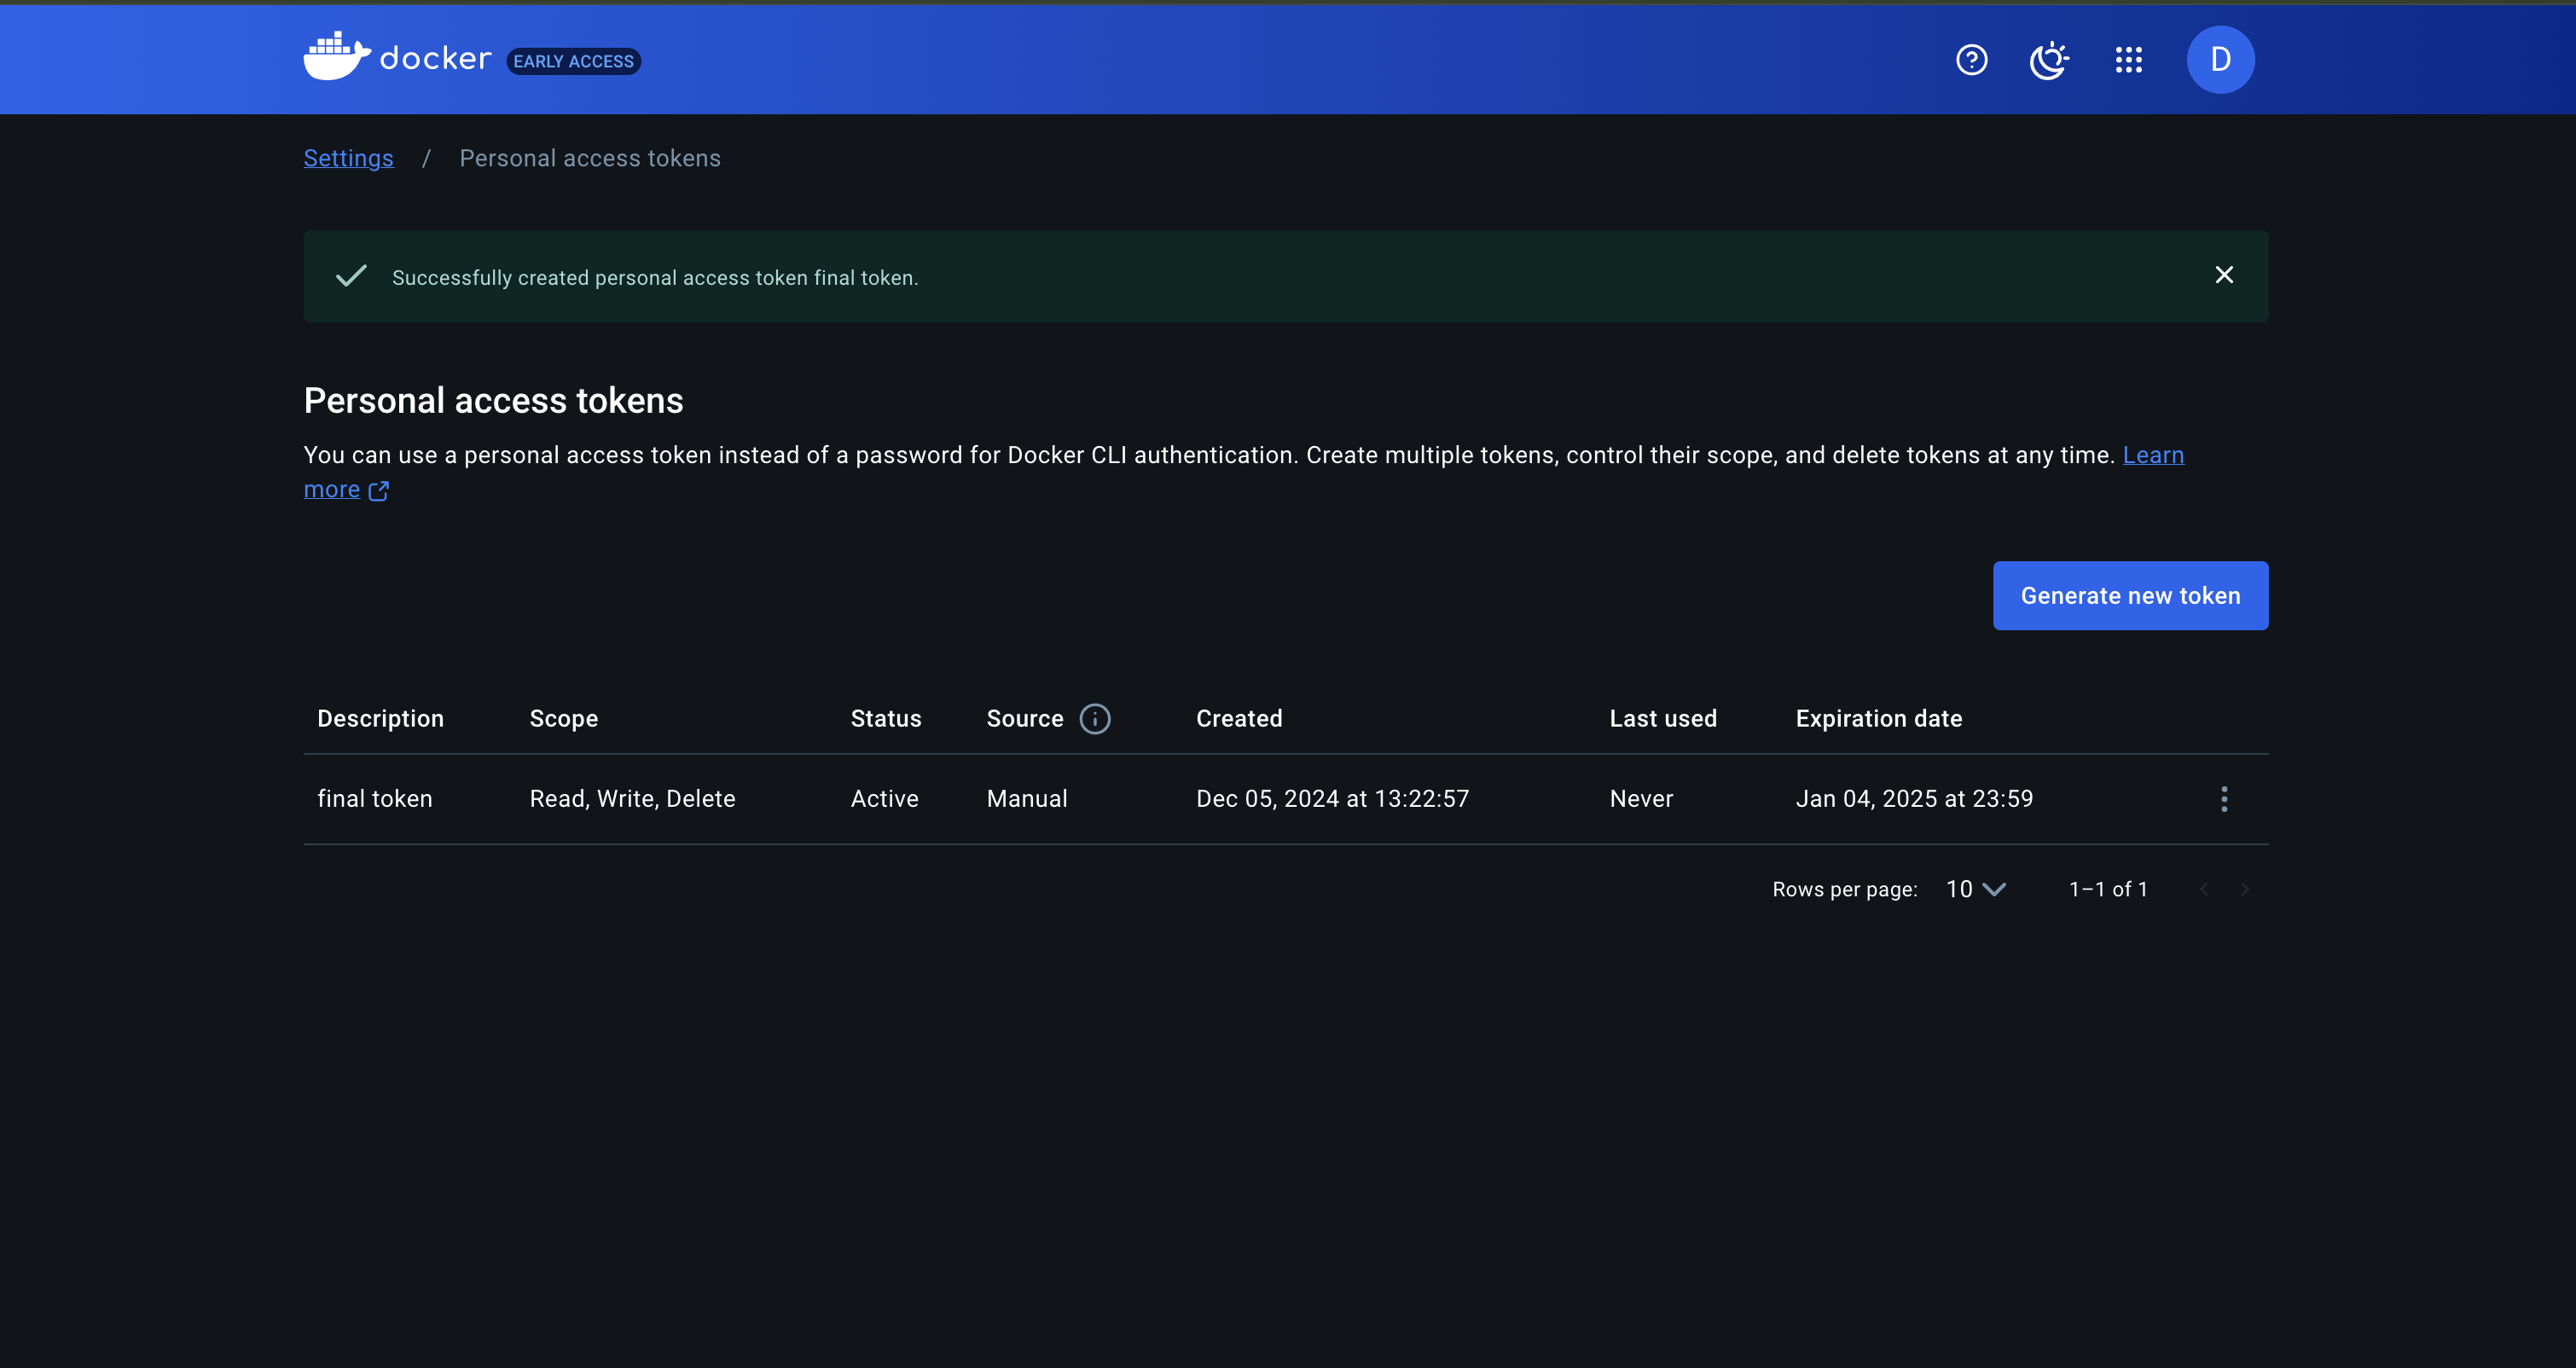 docker EARLY ACCESS
D
Settings / Personal access tokens
Successfully created personal access token final token.
Personal access tokens
You can use a personal access token instead of a password for Docker CLI authentication. Create multiple tokens, control their scope, and delete tokens at any time. Learn
more
Generate new token
Description Scope Status Source Created Last used Expiration date
final token Read, Write, Delete Active Manual Dec 05, 2024 at 13:22:57 Never Jan 04, 2025 at 23:59
Rows per page: 10 1–1 of 1